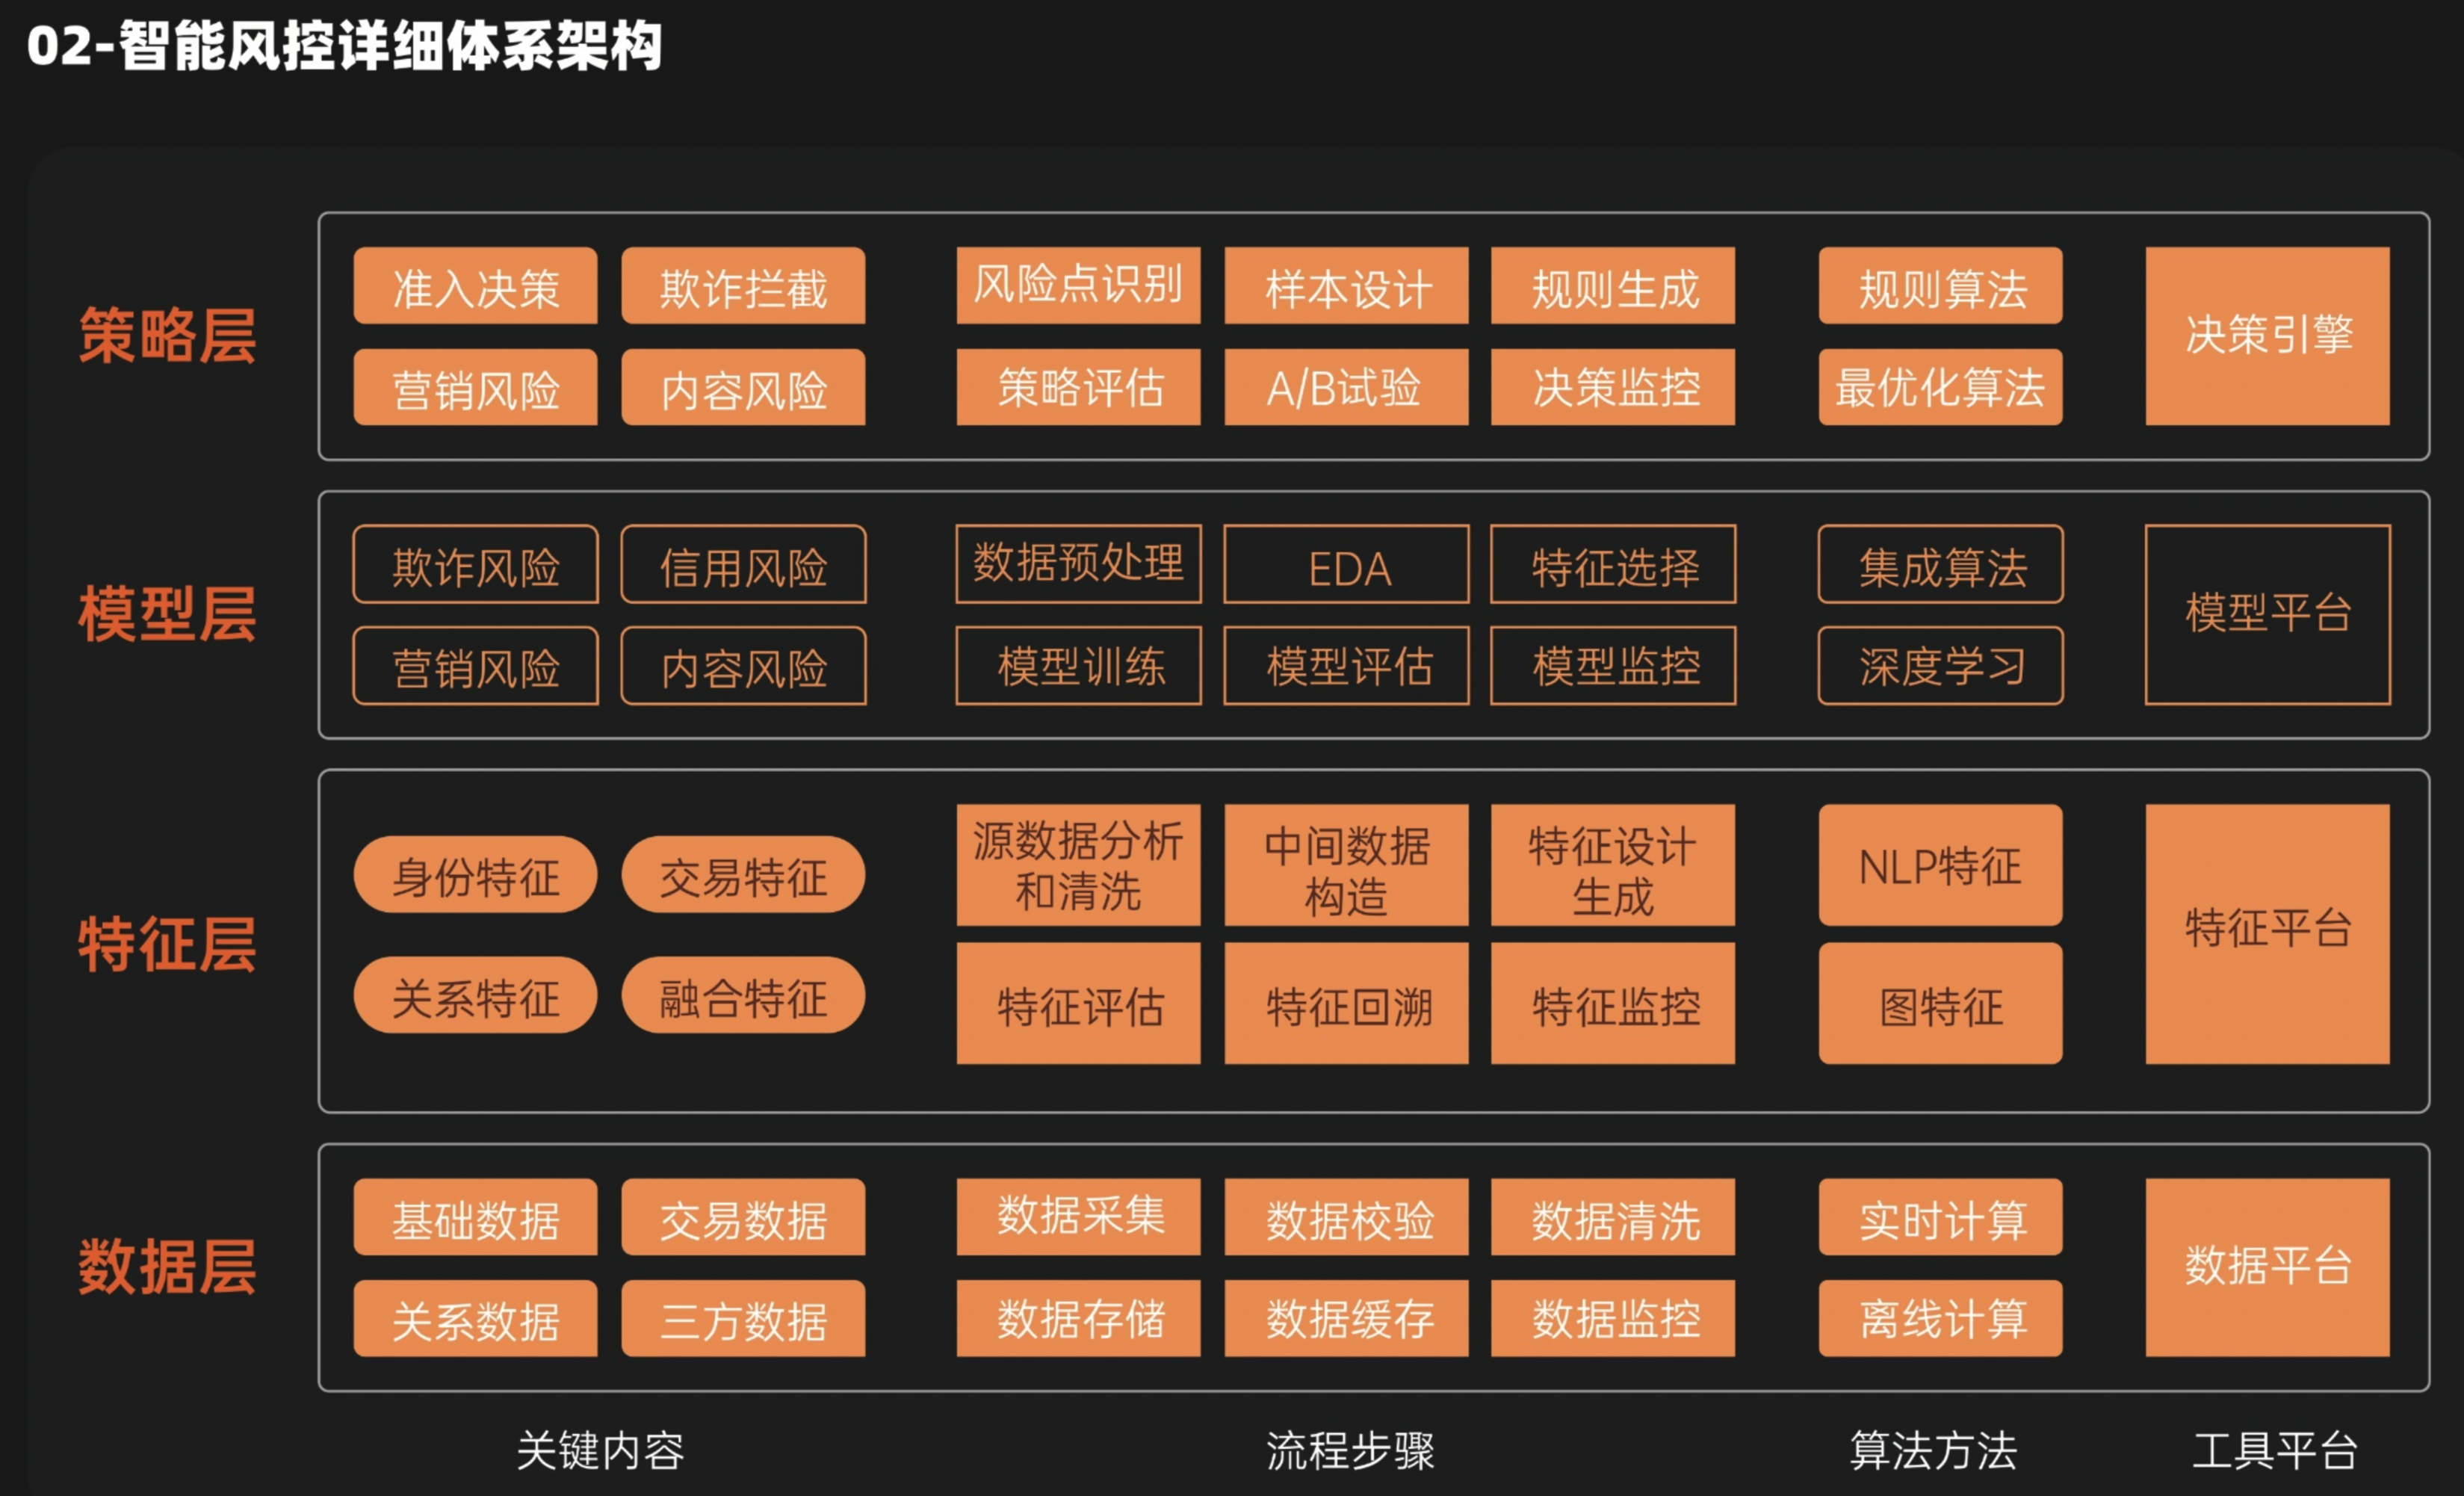 02-智能风控详细体系架构
策略层
准入决策
欺诈拦截
风险点识别
样本设计
规则生成
规则算法
决策引擎
营销风险
内容风险
策略评估
A/B试验
决策监控
最优化算法
模型层
欺诈风险
信用风险
数据预处理
EDA
特征选择
集成算法
模型平台
营销风险
内容风险
模型训练
模型评估
模型监控
深度学习
特征层
身份特征
交易特征
源数据分析
和清洗
中间数据
构造
特征设计
生成
NLP特征
特征平台
关系特征
融合特征
特征评估
特征回溯
特征监控
图特征
数据层
基础数据
交易数据
数据采集
数据校验
数据清洗
实时计算
数据平台
关系数据
三方数据
数据存储
数据缓存
数据监控
离线计算
关键内容
流程步骤
算法方法
工具平台